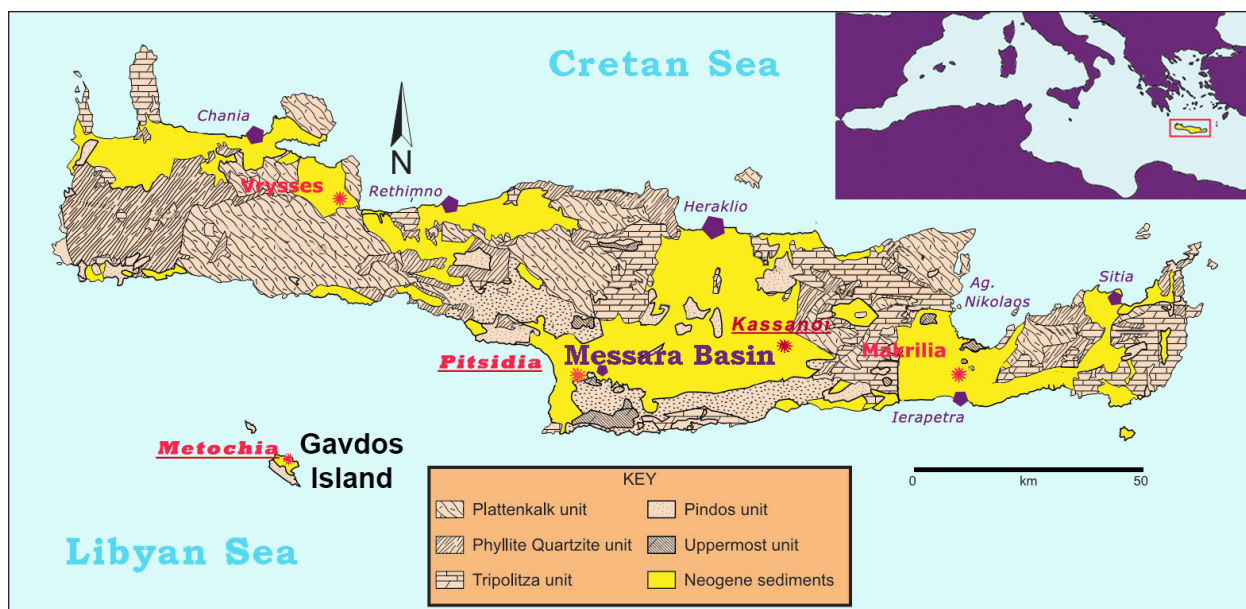 Cretan Sea
Chania
N
Vrysses
Rethimno
Heraklio
Ag.
Nikolaos
Sitia
Kassanoi
Messara Basin
Makrilia
Pitsidia
Ierapetra
Metochia
Gavdos
Island
Libyan Sea
0 km 50
KEY
Plattenkalk unit
Pindos unit
Phyllite Quartzite unit
Uppermost unit
Tripolitza unit
Neogene sediments